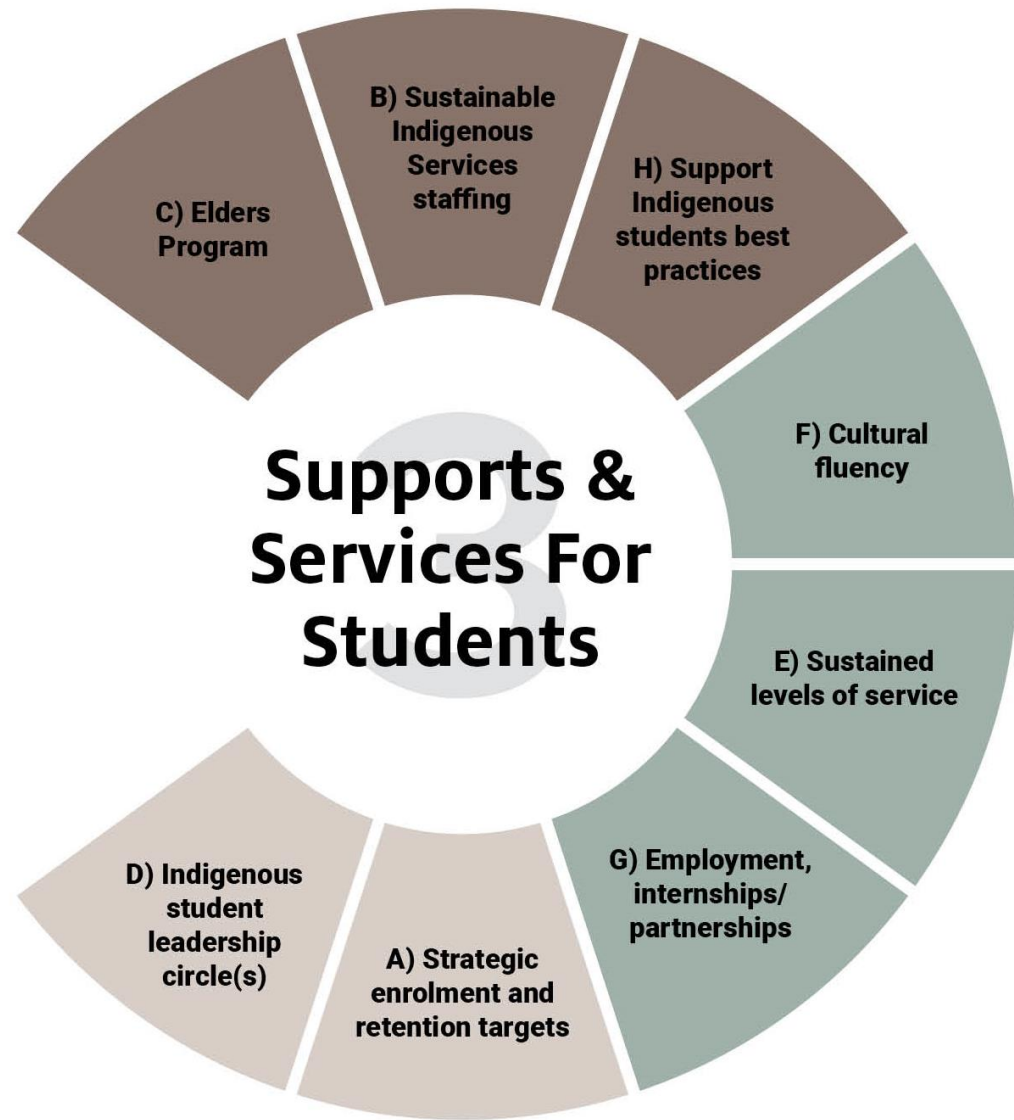 C) Elders
Program
B) Sustainable
Indigenous
Services
staffing
H) Support
Indigenous
students best
practices
F) Cultural
fluency
E) Sustained
levels of service
G) Employment,
internships/
partnerships
A) Strategic
enrolment and
retention targets
D) Indigenous
student
leadership
circle(s)
3
Supports &
Services For
Students